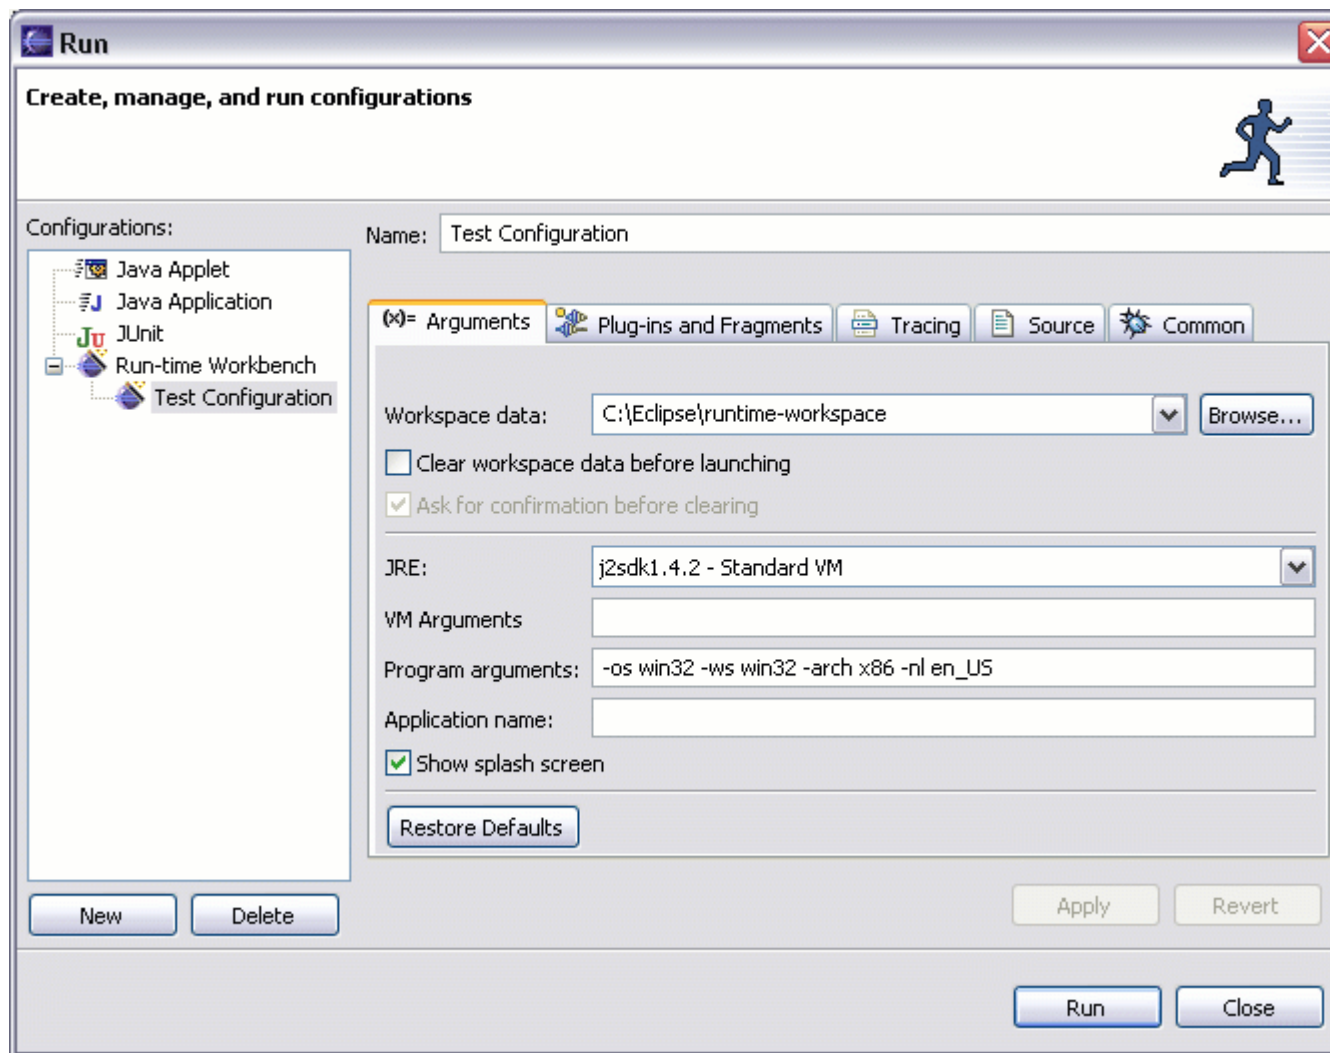 Run
Create, manage, and run configurations
Configurations:
Java Applet
Java Application
JUnit
Run-time Workbench
Test Configuration
New
Delete
Name: Test Configuration
(x)= Arguments
Plug-ins and Fragments
Tracing
Source
Common
Workspace data: C:\Eclipse\runtime-workspace Browse...
Clear workspace data before launching
Ask for confirmation before clearing
JRE: j2sdk1.4.2 - Standard VM
VM Arguments
Program arguments: -os win32 -ws win32 -arch x86 -nl en_US
Application name:
Show splash screen
Restore Defaults
Apply
Revert
Run
Close